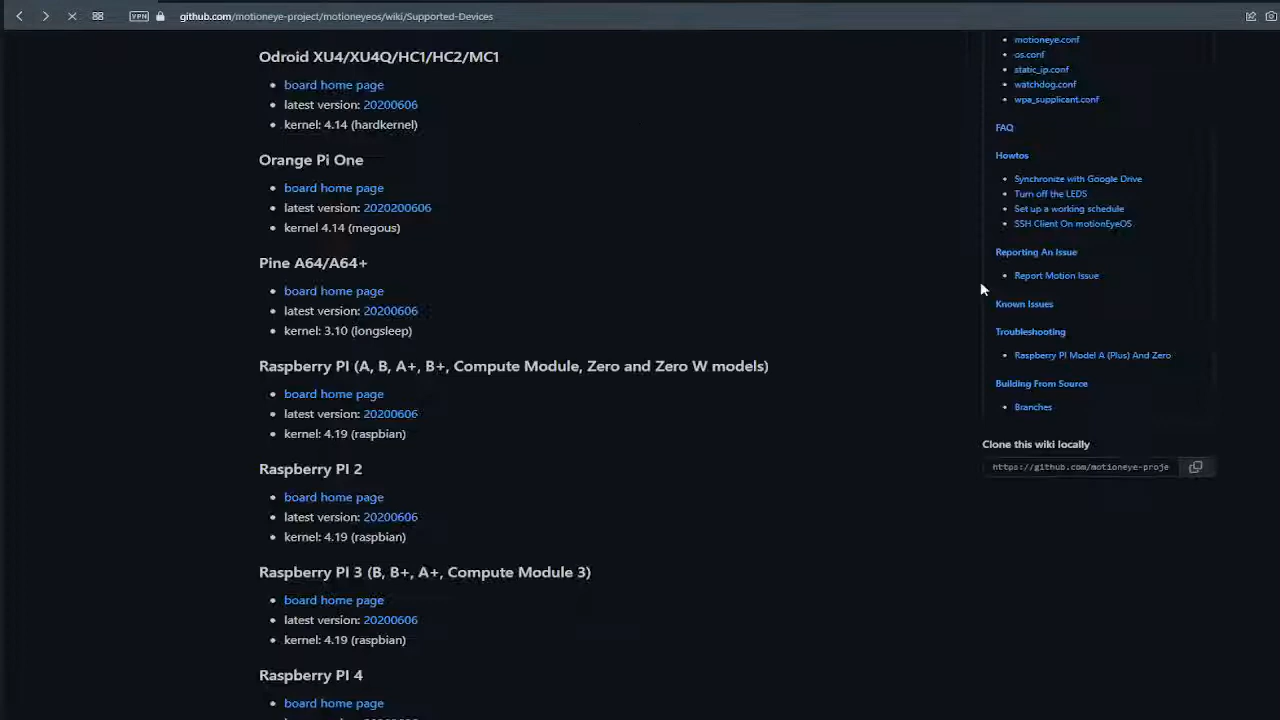 VPN
github.com/motioneye-project/motioneyeos/wiki/Supported-Devices
Odroid XU4/XU4Q/HC1/HC2/MC1
board home page
latest version: 20200606
kernel: 4.14 (hardkernel)
Orange Pi One
board home page
latest version: 2020200606
kernel 4.14 (megous)
Pine A64/A64+
board home page
latest version: 20200606
kernel: 3.10 (longsleep)
Raspberry PI (A, B, A+, B+, Compute Module, Zero and Zero W models)
board home page
latest version: 20200606
kernel: 4.19 (raspbian)
Raspberry PI 2
board home page
latest version: 20200606
kernel: 4.19 (raspbian)
Raspberry PI 3 (B, B+, A+, Compute Module 3)
board home page
latest version: 20200606
kernel: 4.19 (raspbian)
Raspberry PI 4
board home page
motioneye.conf
os.conf
static_ip.conf
watchdog.conf
wpa_supplicant.conf
FAQ
Howtos
Synchronize with Google Drive
Turn off the LEDS
Set up a working schedule
SSH Client On motionEyeOS
Reporting An Issue
Report Motion Issue
Known Issues
Troubleshooting
Raspberry PI Model A (Plus) And Zero
Building From Source
Branches
Clone this wiki locally
https://github.com/motioneye-proje